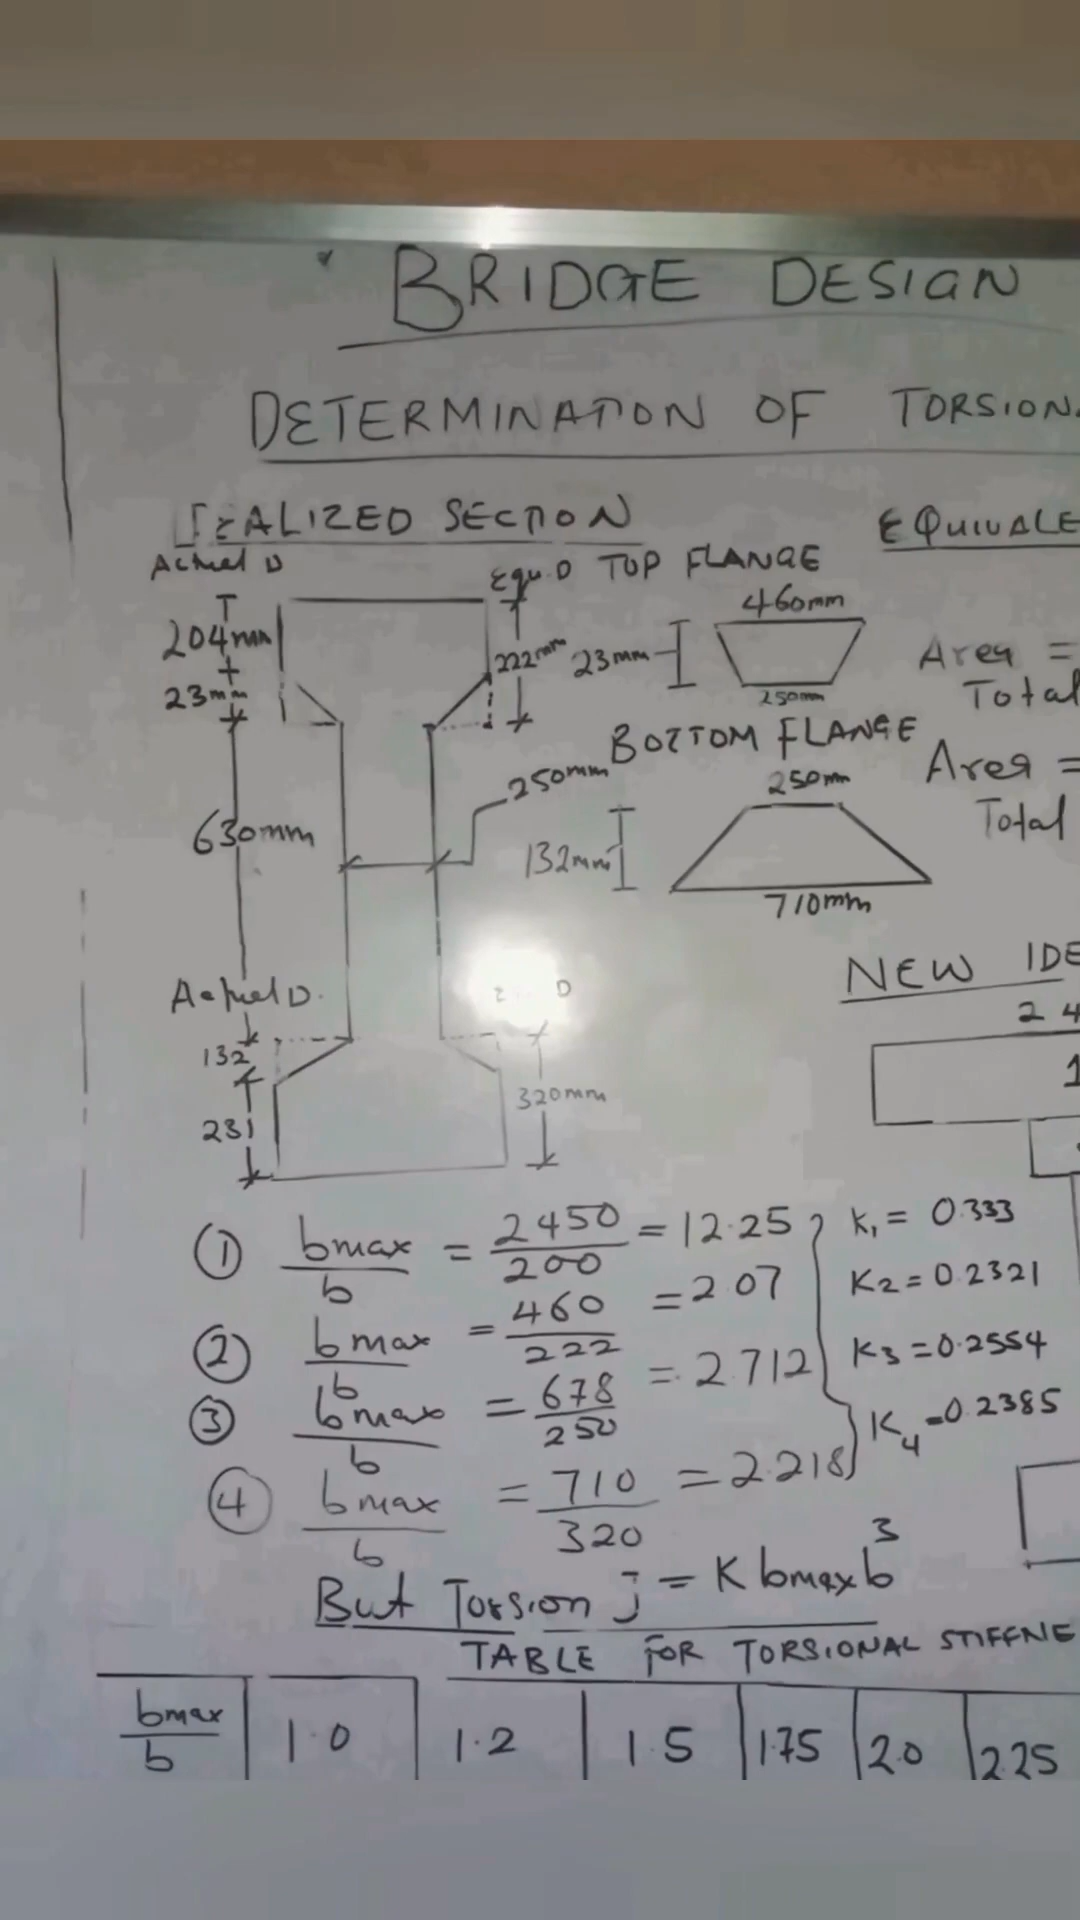 BRIDGE DESIGN
DETERMINATION OF TORSION
IDEALIZED SECTION
EQUIVALE
Actual D
Equ. D TOP FLANGE
460mm
204mm
+
23mm
222mm
23mm
250mm
Area =
Total
BOTTOM FLANGE
250mm
250mm
Area =
Total
630mm
132mm
710mm
NEW IDE
24
1
Actual D.
D
132
231
320mm
① bmax/b = 2450/200 = 12.25
K1 = 0.333
② bmax/b = 460/222 = 2.07
K2 = 0.2321
③ bmax/b = 678/250 = 2.712
K3 = 0.2554
④ bmax/b = 710/320 = 2.218
K4 = 0.2385
But Torsion j = K bmax b³
TABLE FOR TORSIONAL STIFFNE
bmax/b 1.0 1.2 1.5 1.75 2.0 2.25